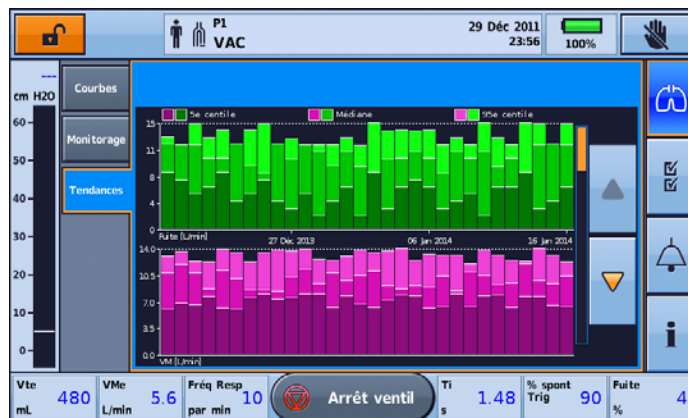 P1
VAC
29 Déc 2011
23:56
100%
---
cm H2O
60
50
40
30
20
10
0
Courbes
Monitorage
Tendances
5e centile
Médiane
95e centile
15
11
8
4
0
Fuite [L/min]
27 Déc 2013
06 Jan 2014
16 Jan 2014
14.0
10.5
7.0
3.5
0.0
VM [L/min]
Vte
480
mL
VMe
5.6
L/min
Fréq Resp
10
par min
Arrêt ventil
Ti
1.48
s
% spont
Trig
90
Fuite
4
%